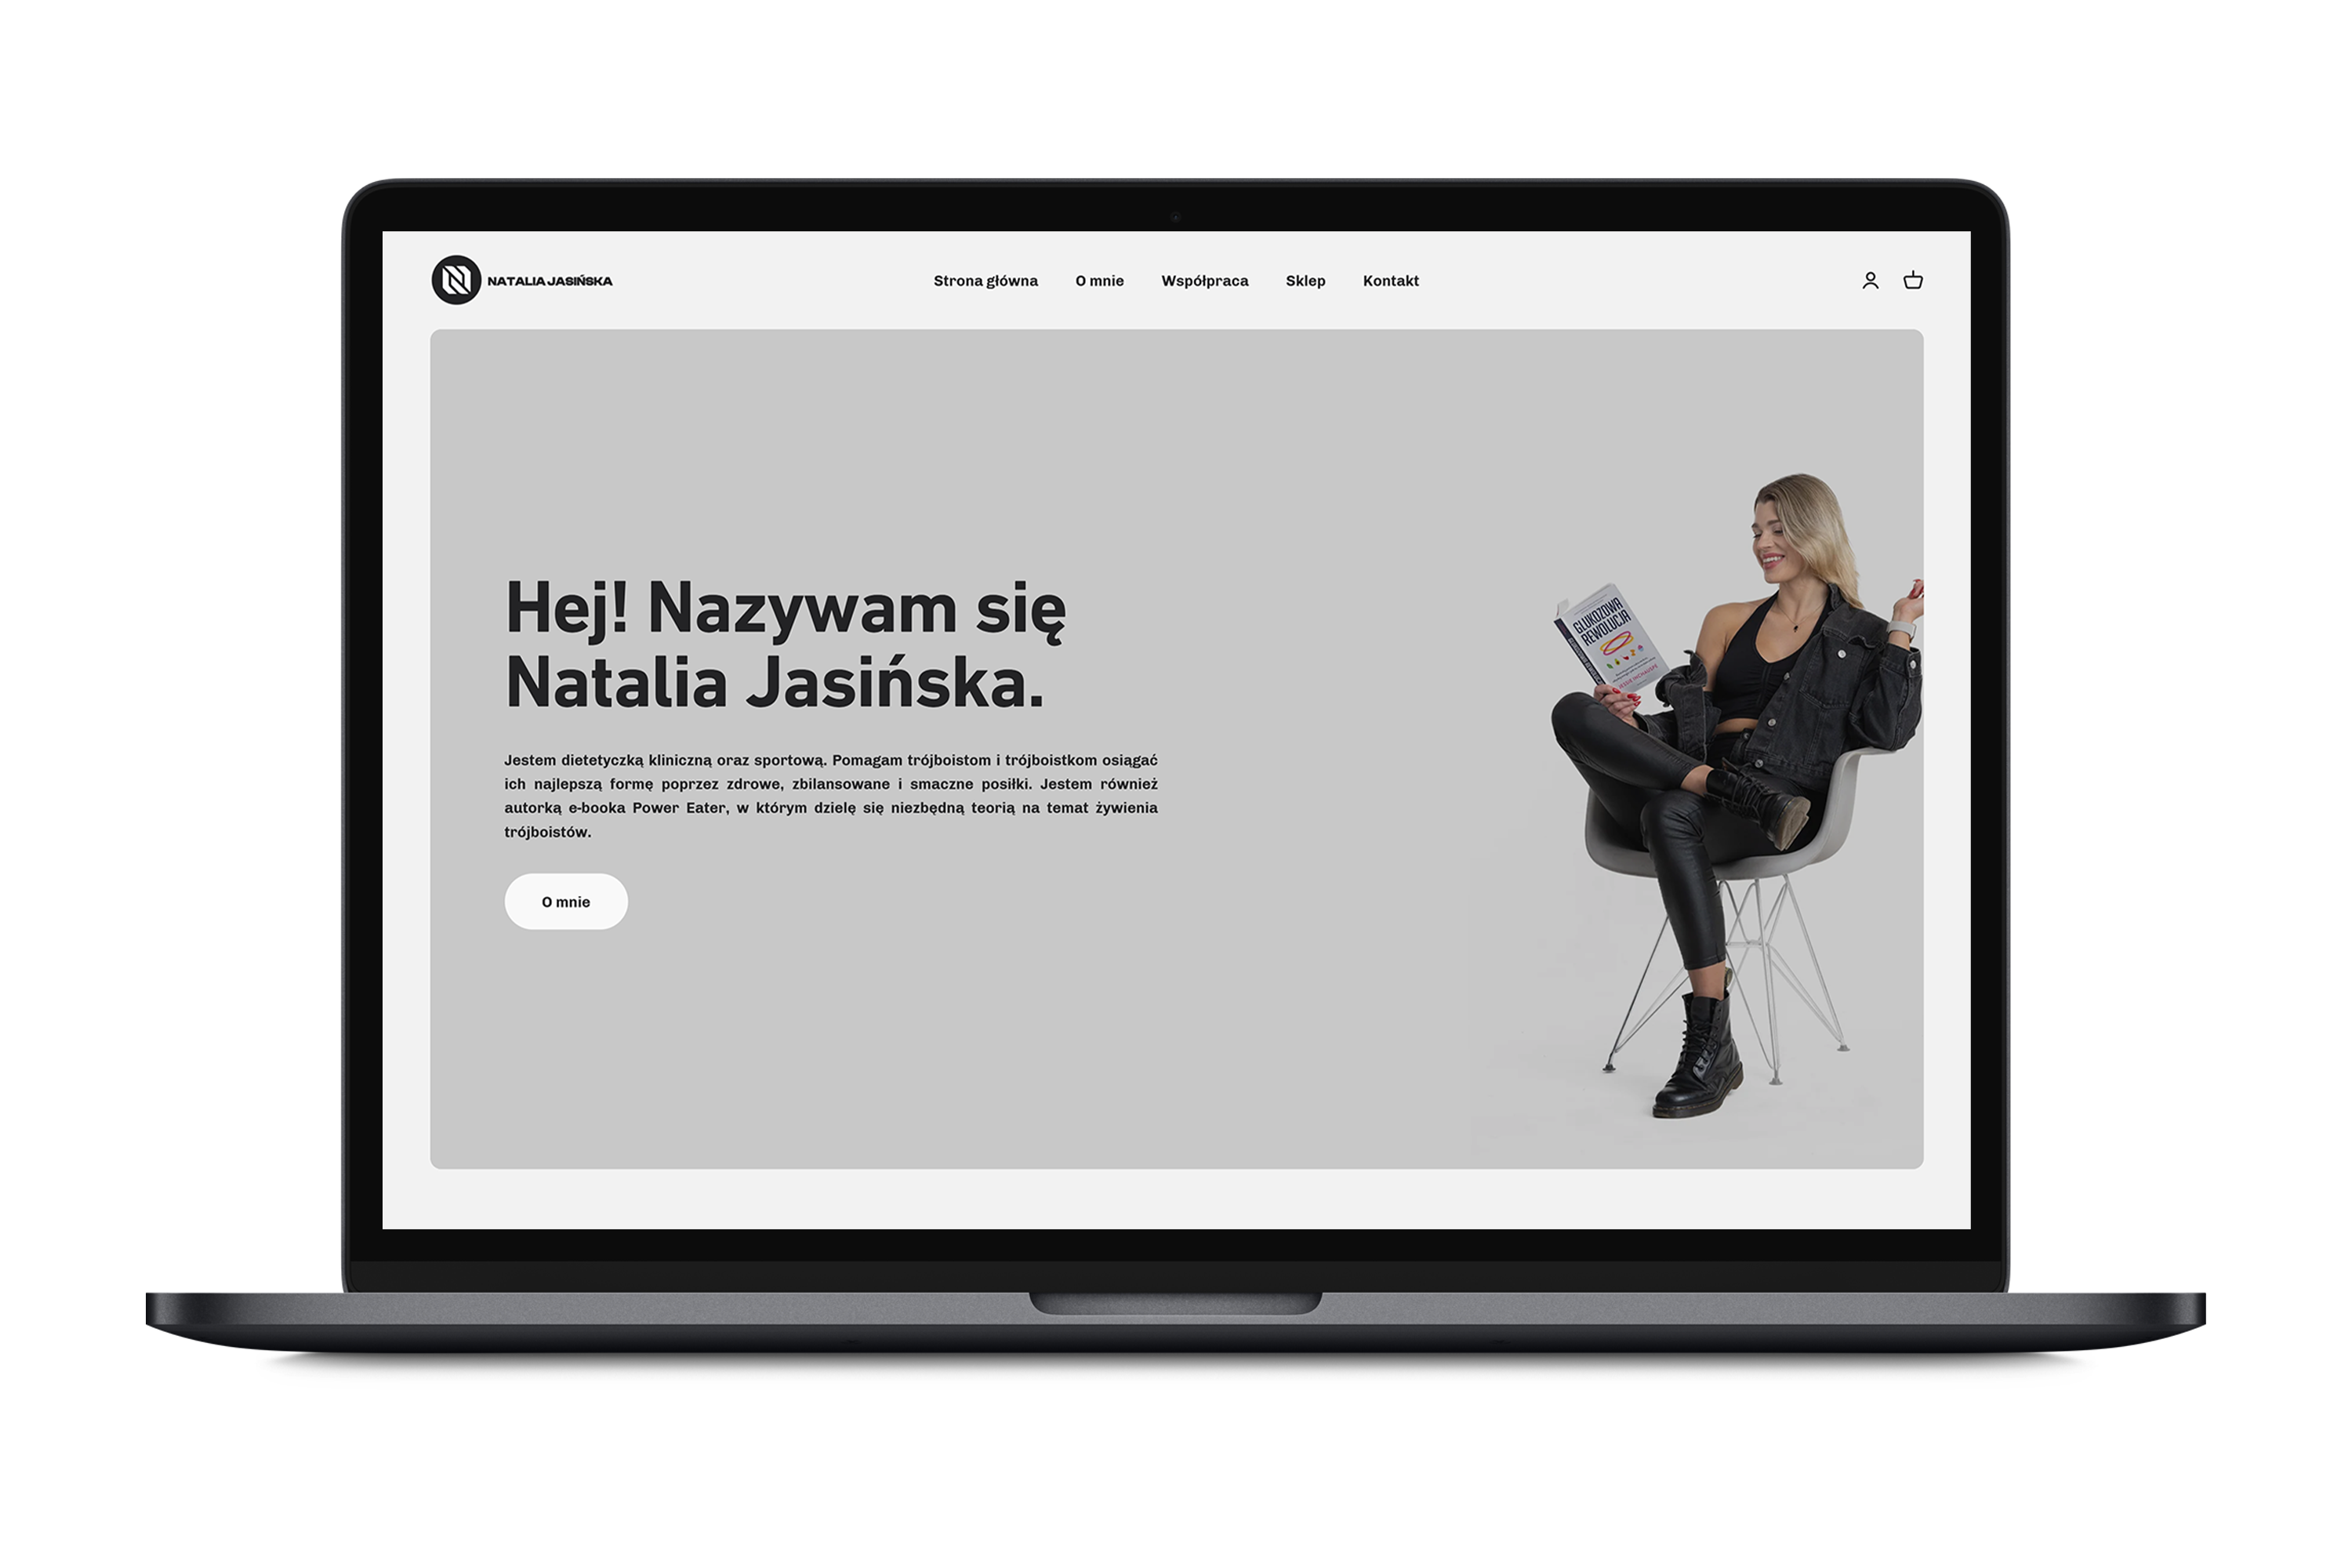 NATALIA JASIŃSKA
Strona główna
O mnie
Współpraca
Sklep
Kontakt
Hej! Nazywam się
Natalia Jasińska.
Jestem dietetyczką kliniczną oraz sportową. Pomagam trójboistom i trójboistkom osiągać
ich najlepszą formę poprzez zdrowe, zbilansowane i smaczne posiłki. Jestem również
autorką e-booka Power Eater, w którym dzielę się niezbędną teorią na temat żywienia
trójboistów.
O mnie
GLUKOZOWA
REWOLUCJA
JESSIE INCHAUSPÉ